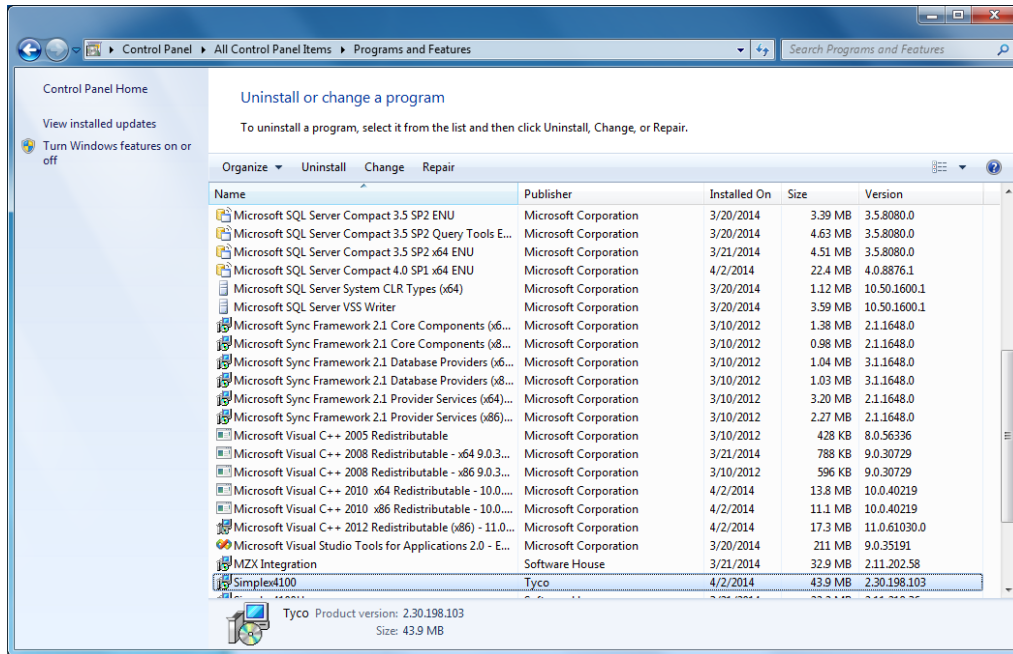 Control Panel All Control Panel Items Programs and Features Search Programs and Features
Control Panel Home
View installed updates
Turn Windows features on or
off
Uninstall or change a program
To uninstall a program, select it from the list and then click Uninstall, Change, or Repair.
Organize Uninstall Change Repair
Name Publisher Installed On Size Version
Microsoft SQL Server Compact 3.5 SP2 ENU Microsoft Corporation 3/20/2014 3.39 MB 3.5.8080.0
Microsoft SQL Server Compact 3.5 SP2 Query Tools E... Microsoft Corporation 3/20/2014 4.63 MB 3.5.8080.0
Microsoft SQL Server Compact 3.5 SP2 x64 ENU Microsoft Corporation 3/21/2014 4.51 MB 3.5.8080.0
Microsoft SQL Server Compact 4.0 SP1 x64 ENU Microsoft Corporation 4/2/2014 22.4 MB 4.0.8876.1
Microsoft SQL Server System CLR Types (x64) Microsoft Corporation 3/20/2014 1.12 MB 10.50.1600.1
Microsoft SQL Server VSS Writer Microsoft Corporation 3/20/2014 3.59 MB 10.50.1600.1
Microsoft Sync Framework 2.1 Core Components (x6... Microsoft Corporation 3/10/2012 1.38 MB 2.1.1648.0
Microsoft Sync Framework 2.1 Core Components (x8... Microsoft Corporation 3/10/2012 0.98 MB 2.1.1648.0
Microsoft Sync Framework 2.1 Database Providers (x6... Microsoft Corporation 3/10/2012 1.04 MB 3.1.1648.0
Microsoft Sync Framework 2.1 Database Providers (x8... Microsoft Corporation 3/10/2012 1.03 MB 3.1.1648.0
Microsoft Sync Framework 2.1 Provider Services (x64)... Microsoft Corporation 3/10/2012 3.20 MB 2.1.1648.0
Microsoft Sync Framework 2.1 Provider Services (x86)... Microsoft Corporation 3/10/2012 2.27 MB 2.1.1648.0
Microsoft Visual C++ 2005 Redistributable Microsoft Corporation 3/10/2012 428 KB 8.0.56336
Microsoft Visual C++ 2008 Redistributable - x64 9.0.3... Microsoft Corporation 3/21/2014 788 KB 9.0.30729
Microsoft Visual C++ 2008 Redistributable - x86 9.0.3... Microsoft Corporation 3/10/2012 596 KB 9.0.30729
Microsoft Visual C++ 2010 x64 Redistributable - 10.0.... Microsoft Corporation 4/2/2014 13.8 MB 10.0.40219
Microsoft Visual C++ 2010 x86 Redistributable - 10.0.... Microsoft Corporation 4/2/2014 11.1 MB 10.0.40219
Microsoft Visual C++ 2012 Redistributable (x86) - 11.0... Microsoft Corporation 4/2/2014 17.3 MB 11.0.61030.0
Microsoft Visual Studio Tools for Applications 2.0 - E... Microsoft Corporation 3/20/2014 211 MB 9.0.35191
MZX Integration Software House 3/21/2014 32.9 MB 2.11.202.58
Simplex4100 Tyco 4/2/2014 43.9 MB 2.30.198.103
Tyco Product version: 2.30.198.103
Size: 43.9 MB